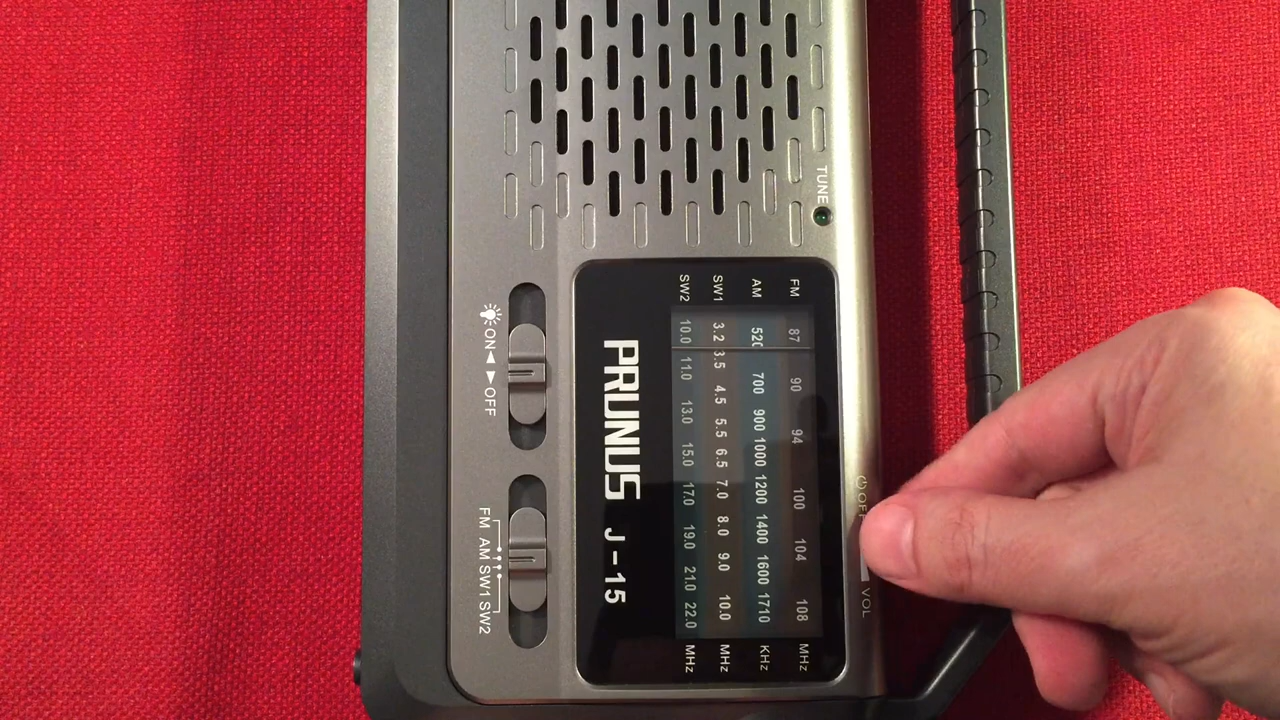 TUNE
FM 87 90 94 100 104 108 MHz
AM 520 700 900 1000 1200 1400 1600 1710 KHz
SW1 3.2 3.5 4.5 5.5 6.5 7.0 8.0 9.0 10.0 MHz
SW2 10.0 11.0 13.0 15.0 17.0 19.0 21.0 22.0 MHz
PRUNUS J-15
OFF VOL
ON◄ ►OFF
FM AM SW1 SW2